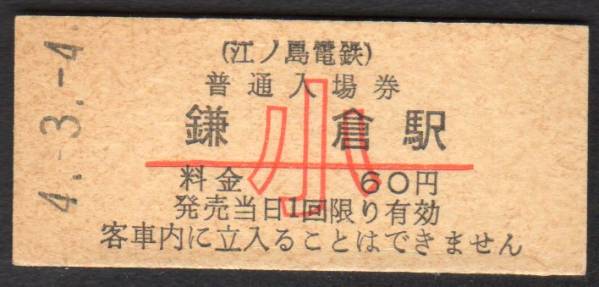 (江ノ島電鉄)
普通入場券
鎌倉駅
小
料金 60円
発売当日1回限り有効
客車内に立入ることはできません
4.-3.-4